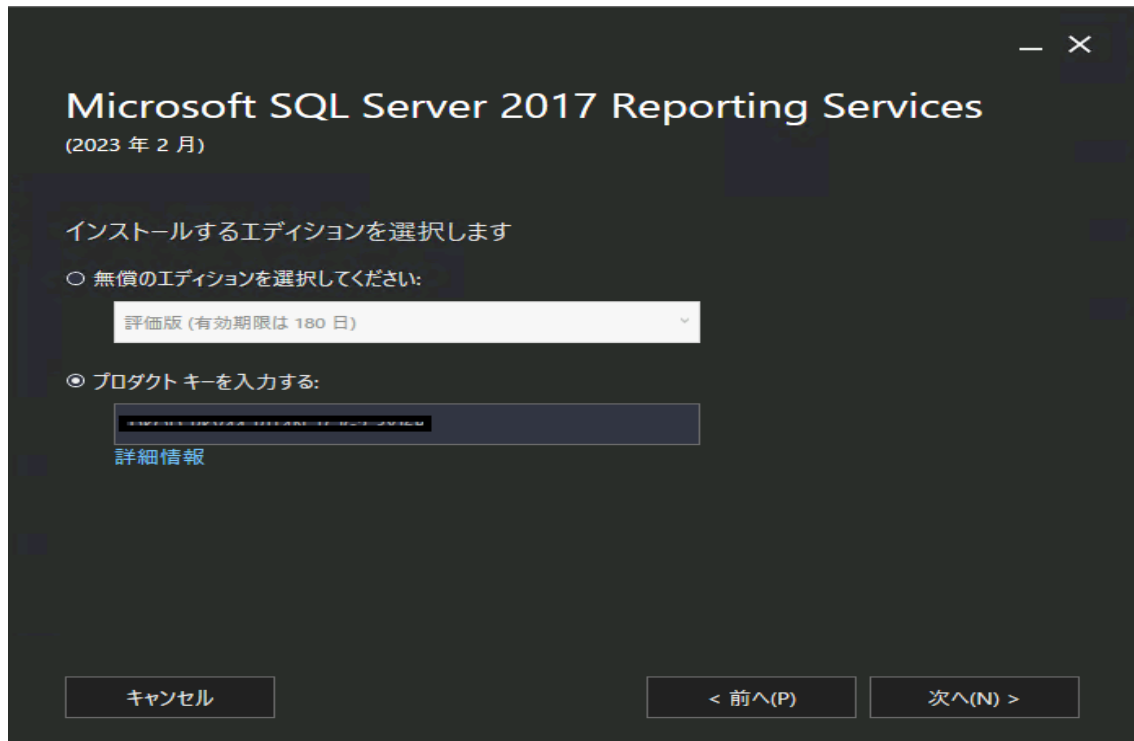 Microsoft SQL Server 2017 Reporting Services
(2023 年 2 月)
インストールするエディションを選択します
無償のエディションを選択してください:
評価版 (有効期限は 180 日)
プロダクト キーを入力する:
詳細情報
キャンセル
< 前へ(P)
次へ(N) >